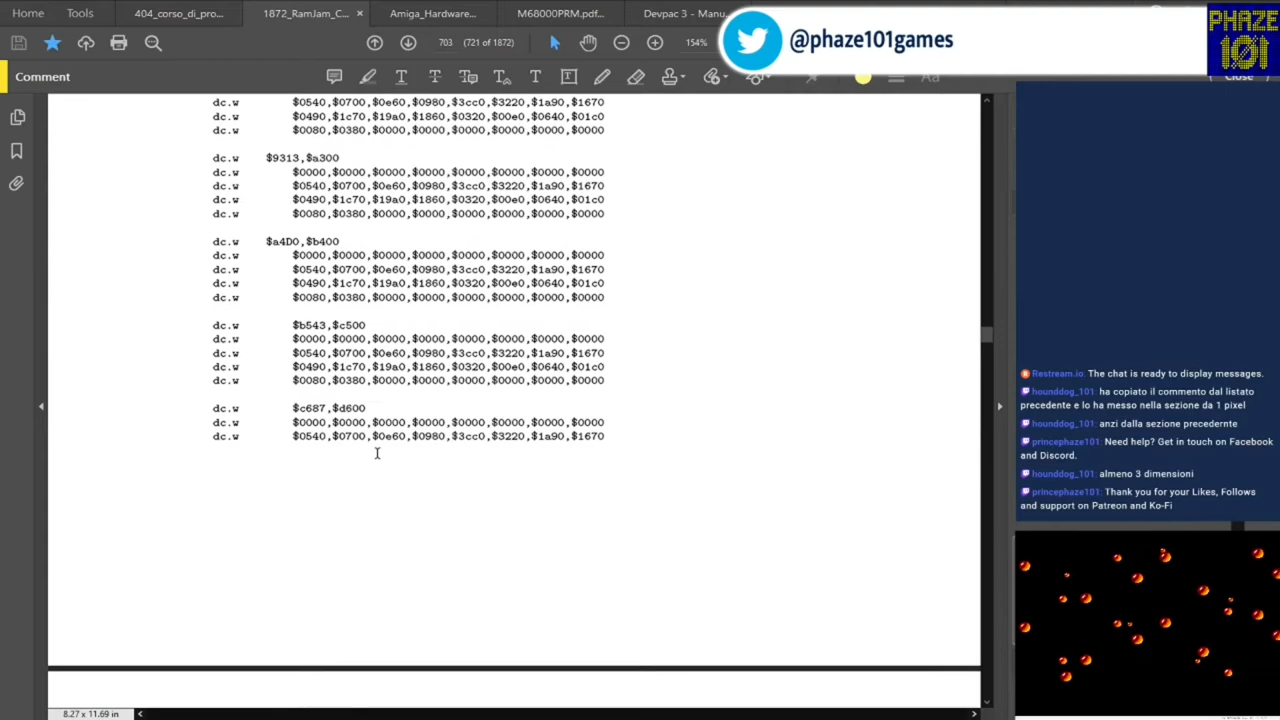 Home
Tools
404_corso_di_pro...
1872_RamJam_C...
Amiga_Hardware...
M68000PRM.pdf...
Devpac 3 - Manu...
@phaze101games
PHAZE
101
703
(721 of 1872)
154%
Comment
Close
dc.w $0540,$0700,$0e60,$0980,$3cc0,$3220,$1a90,$1670
dc.w $0490,$1c70,$19a0,$1860,$0320,$00e0,$0640,$01c0
dc.w $0080,$0380,$0000,$0000,$0000,$0000,$0000,$0000
dc.w $9313,$a300
dc.w $0000,$0000,$0000,$0000,$0000,$0000,$0000,$0000
dc.w $0540,$0700,$0e60,$0980,$3cc0,$3220,$1a90,$1670
dc.w $0490,$1c70,$19a0,$1860,$0320,$00e0,$0640,$01c0
dc.w $0080,$0380,$0000,$0000,$0000,$0000,$0000,$0000
dc.w $a4D0,$b400
dc.w $0000,$0000,$0000,$0000,$0000,$0000,$0000,$0000
dc.w $0540,$0700,$0e60,$0980,$3cc0,$3220,$1a90,$1670
dc.w $0490,$1c70,$19a0,$1860,$0320,$00e0,$0640,$01c0
dc.w $0080,$0380,$0000,$0000,$0000,$0000,$0000,$0000
dc.w $b543,$c500
dc.w $0000,$0000,$0000,$0000,$0000,$0000,$0000,$0000
dc.w $0540,$0700,$0e60,$0980,$3cc0,$3220,$1a90,$1670
dc.w $0490,$1c70,$19a0,$1860,$0320,$00e0,$0640,$01c0
dc.w $0080,$0380,$0000,$0000,$0000,$0000,$0000,$0000
dc.w $c687,$d600
dc.w $0000,$0000,$0000,$0000,$0000,$0000,$0000,$0000
dc.w $0540,$0700,$0e60,$0980,$3cc0,$3220,$1a90,$1670
8.27 x 11.69 in
Restream.io: The chat is ready to display messages.
hounddog_101: ha copiato il commento dal listato
precedente e lo ha messo nella sezione da 1 pixel
hounddog_101: anzi dalla sezione precedernte
princephaze101: Need help? Get in touch on Facebook
and Discord.
hounddog_101: almeno 3 dimensioni
princephaze101: Thank you for your Likes, Follows
and support on Patreon and Ko-Fi